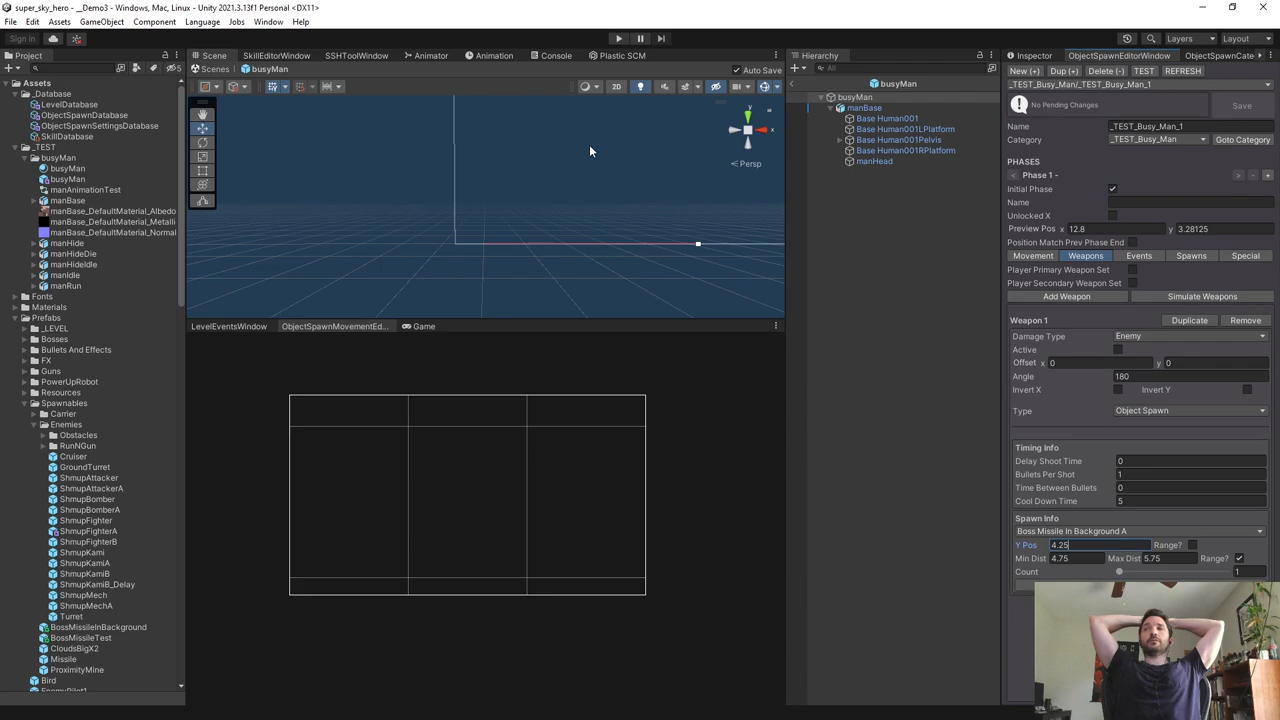 super_sky_hero - __Demo3 - Windows, Mac, Linux - Unity 2021.3.13f1 Personal <DX11>
File Edit Assets GameObject Component Language Jobs Window Help
Sign in Layers Layout
Project
All
Assets
_Database
LevelDatabase
ObjectSpawnDatabase
ObjectSpawnSettingsDatabase
SkillDatabase
_TEST
busyMan
busyMan
busyMan
manAnimationTest
manBase
manBase_DefaultMaterial_Albedo
manBase_DefaultMaterial_Metalli
manBase_DefaultMaterial_Normal
manHide
manHideDie
manHideIdle
manIdle
manRun
Fonts
Materials
Prefabs
_LEVEL
Bosses
Bullets And Effects
FX
Guns
PowerUpRobot
Resources
Spawnables
Carrier
Enemies
Obstacles
RunNGun
Cruiser
GroundTurret
ShmupAttacker
ShmupAttackerA
ShmupBomber
ShmupBomberA
ShmupFighter
ShmupFighterA
ShmupFighterB
ShmupKami
ShmupKamiA
ShmupKamiB
ShmupKamiB_Delay
ShmupMech
ShmupMechA
Turret
BossMissileInBackground
BossMissileTest
CloudsBigX2
Missile
ProximityMine
Bird
EnemyPilot1
Scene SkillEditorWindow SSHToolWindow Animator Animation Console Plastic SCM
Scenes busyMan Auto Save
2D
y
x
Persp
LevelEventsWindow ObjectSpawnMovementEd... Game
Hierarchy
All
busyMan
busyMan
manBase
Base Human001
Base Human001LPlatform
Base Human001Pelvis
Base Human001RPlatform
manHead
Inspector ObjectSpawnEditorWindow ObjectSpawnCate
New (+) Dup (+) Delete (-) TEST REFRESH
_TEST_Busy_Man/_TEST_Busy_Man_1
No Pending Changes Save
Name _TEST_Busy_Man_1
Category _TEST_Busy_Man Goto Category
PHASES
< Phase 1 - > - +
Initial Phase
Name
Unlocked X
Preview Pos x 12.8 y 3.28125
Position Match Prev Phase End
Movement Weapons Events Spawns Special
Player Primary Weapon Set
Player Secondary Weapon Set
Add Weapon Simulate Weapons
Weapon 1 Duplicate Remove
Damage Type Enemy
Active
Offset x 0 y 0
Angle 180
Invert X Invert Y
Type Object Spawn
Timing Info
Delay Shoot Time 0
Bullets Per Shot 1
Time Between Bullets 0
Cool Down Time 5
Spawn Info
Boss Missile In Background A
Y Pos 4.25 Range?
Min Dist 4.75 Max Dist 5.75 Range?
Count 1